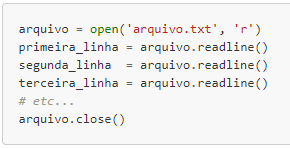 arquivo = open('arquivo.txt', 'r')
primeira_linha = arquivo.readline()
segunda_linha  = arquivo.readline()
terceira_linha = arquivo.readline()
# etc...
arquivo.close()